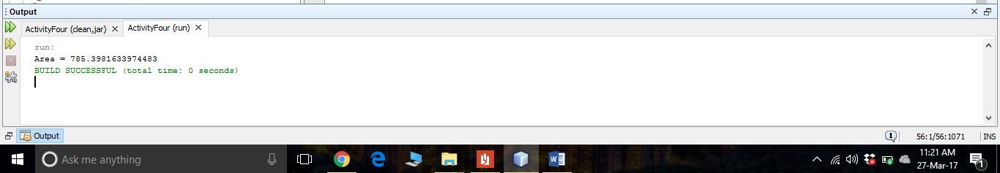 Output
ActivityFour (clean,jar)
ActivityFour (run)
run:
Area = 785.3981633974483
BUILD SUCCESSFUL (total time: 0 seconds)
Output
1
56:1/56:1071
INS
Ask me anything
11:21 AM
27-Mar-17
1